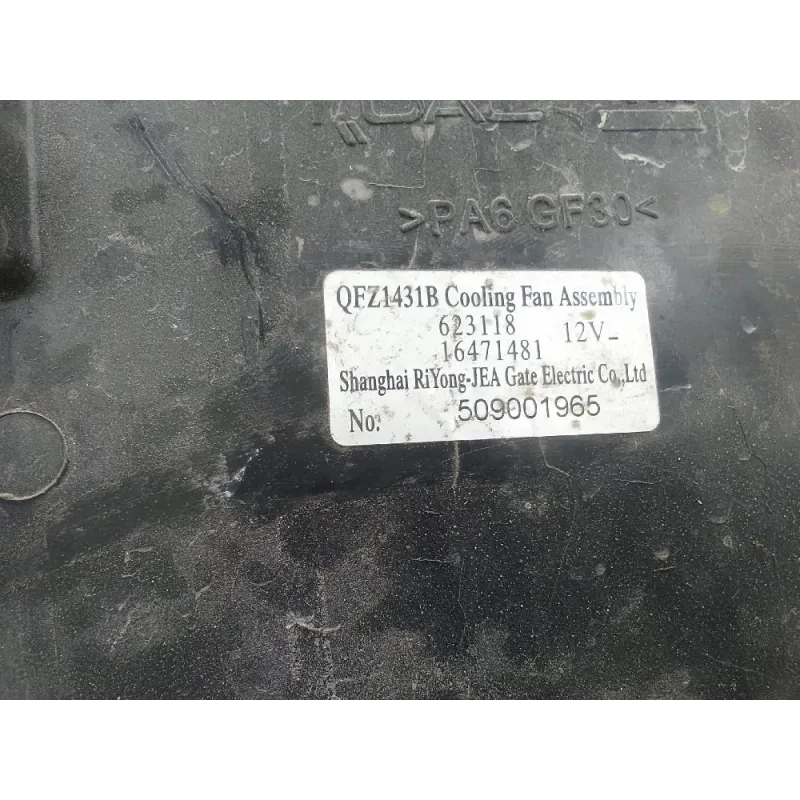 >PA6 GF30<
QFZ1431B Cooling Fan Assembly
623118 12V⎓
16471481
Shanghai RiYong-JEA Gate Electric Co.,Ltd
No: 509001965